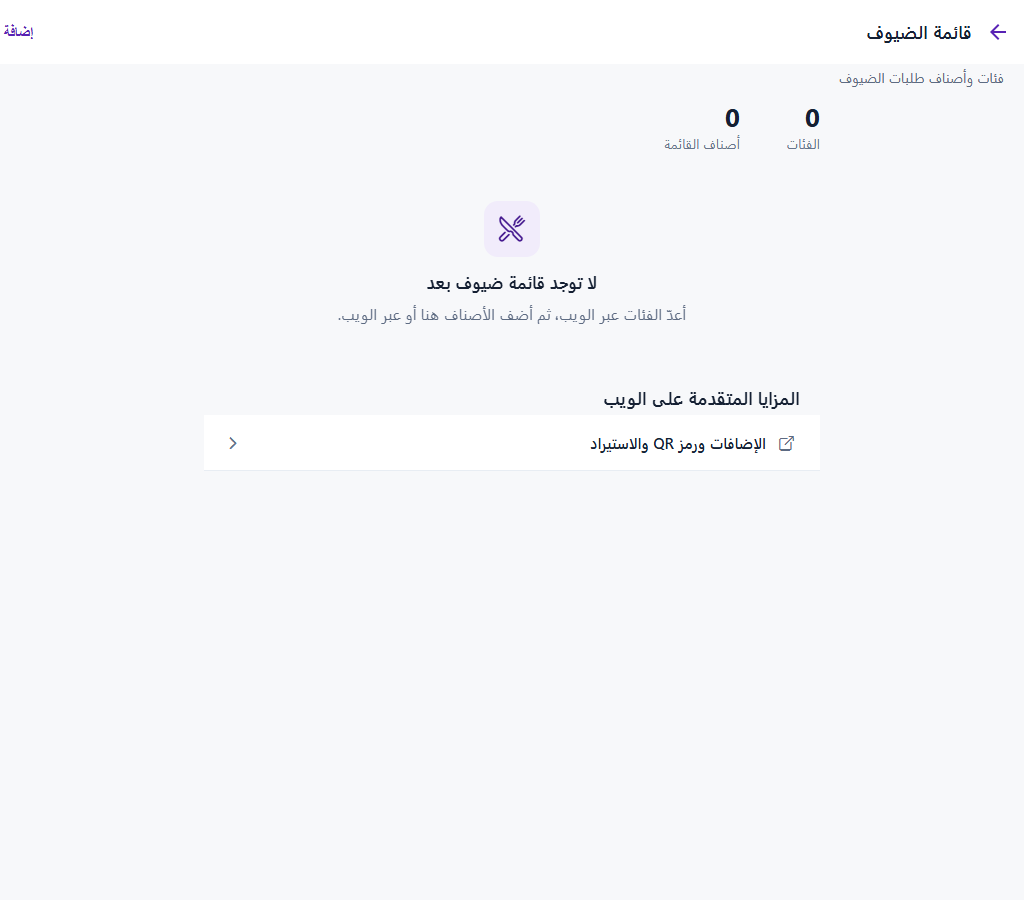 قائمة الضيوف
إضافة
فئات وأصناف طلبات الضيوف
0
الفئات
0
أصناف القائمة
لا توجد قائمة ضيوف بعد
أعدّ الفئات عبر الويب، ثم أضف الأصناف هنا أو عبر الويب.
المزايا المتقدمة على الويب
الإضافات ورمز QR والاستيراد